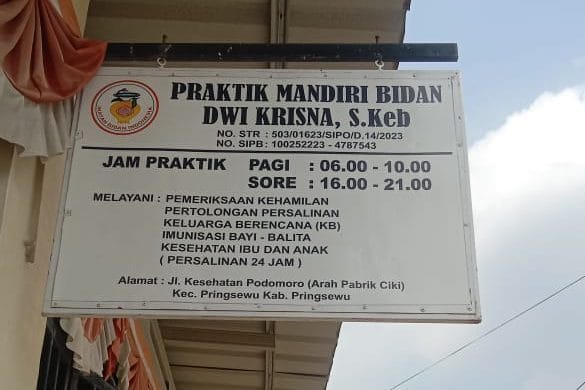 IKATAN BIDAN INDONESIA
PRAKTIK MANDIRI BIDAN
DWI KRISNA, S.Keb
NO. STR : 503/01623/SIPO/D.14/2023
NO. SIPB : 100252223 - 4787543
JAM PRAKTIK PAGI : 06.00 - 10.00
SORE : 16.00 - 21.00
MELAYANI : PEMERIKSAAN KEHAMILAN
PERTOLONGAN PERSALINAN
KELUARGA BERENCANA (KB)
IMUNISASI BAYI - BALITA
KESEHATAN IBU DAN ANAK
( PERSALINAN 24 JAM )
Alamat : Jl. Kesehatan Podomoro (Arah Pabrik Ciki)
Kec. Pringsewu Kab. Pringsewu